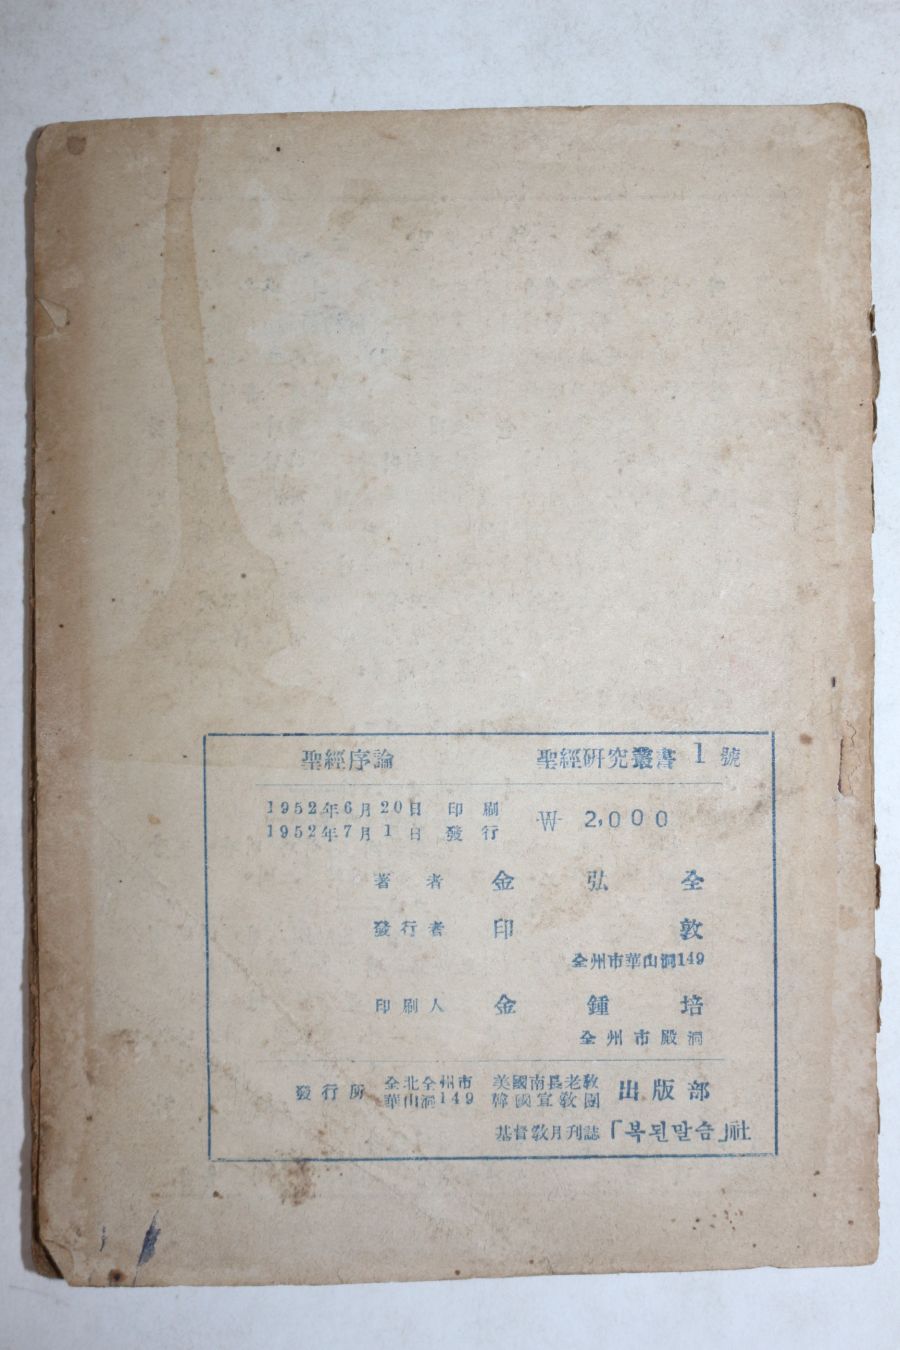 聖經序論 聖經研究叢書 1 號
1952年6月20日 印刷
1952年7月1日 發行
₩ 2,000
著者 金弘全
發行者 印敦
全州市華山洞149
印刷人 金鍾培
全州市殿洞
發行所 全北全州市 華山洞149 美國南長老敎 韓國宣敎團 出版部
基督敎月刊誌「복된말슴」社